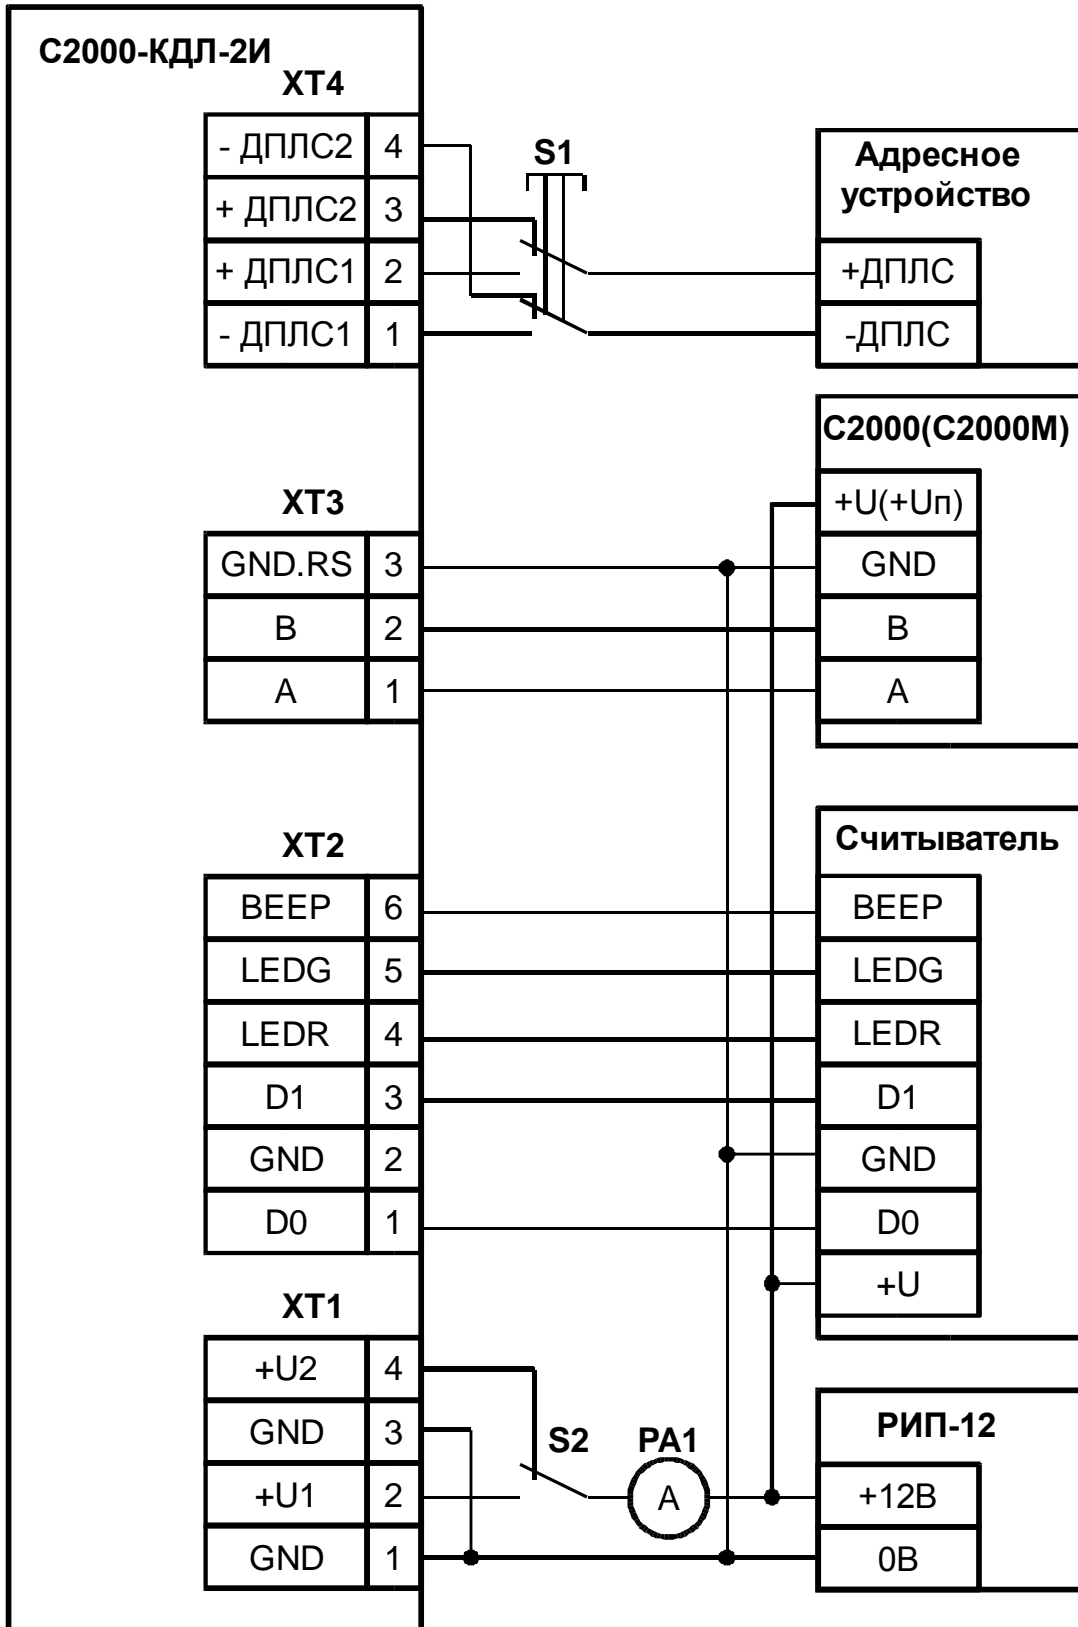 С2000-КДЛ-2И
XT4
- ДПЛС2 4
+ ДПЛС2 3
+ ДПЛС1 2
- ДПЛС1 1
S1
Адресное
устройство
+ДПЛС
-ДПЛС
XT3
GND.RS 3
B 2
A 1
С2000(С2000М)
+U(+Uп)
GND
B
A
XT2
BEEP 6
LEDG 5
LEDR 4
D1 3
GND 2
D0 1
Считыватель
BEEP
LEDG
LEDR
D1
GND
D0
+U
XT1
+U2 4
GND 3
+U1 2
GND 1
S2
PA1
A
РИП-12
+12В
0В